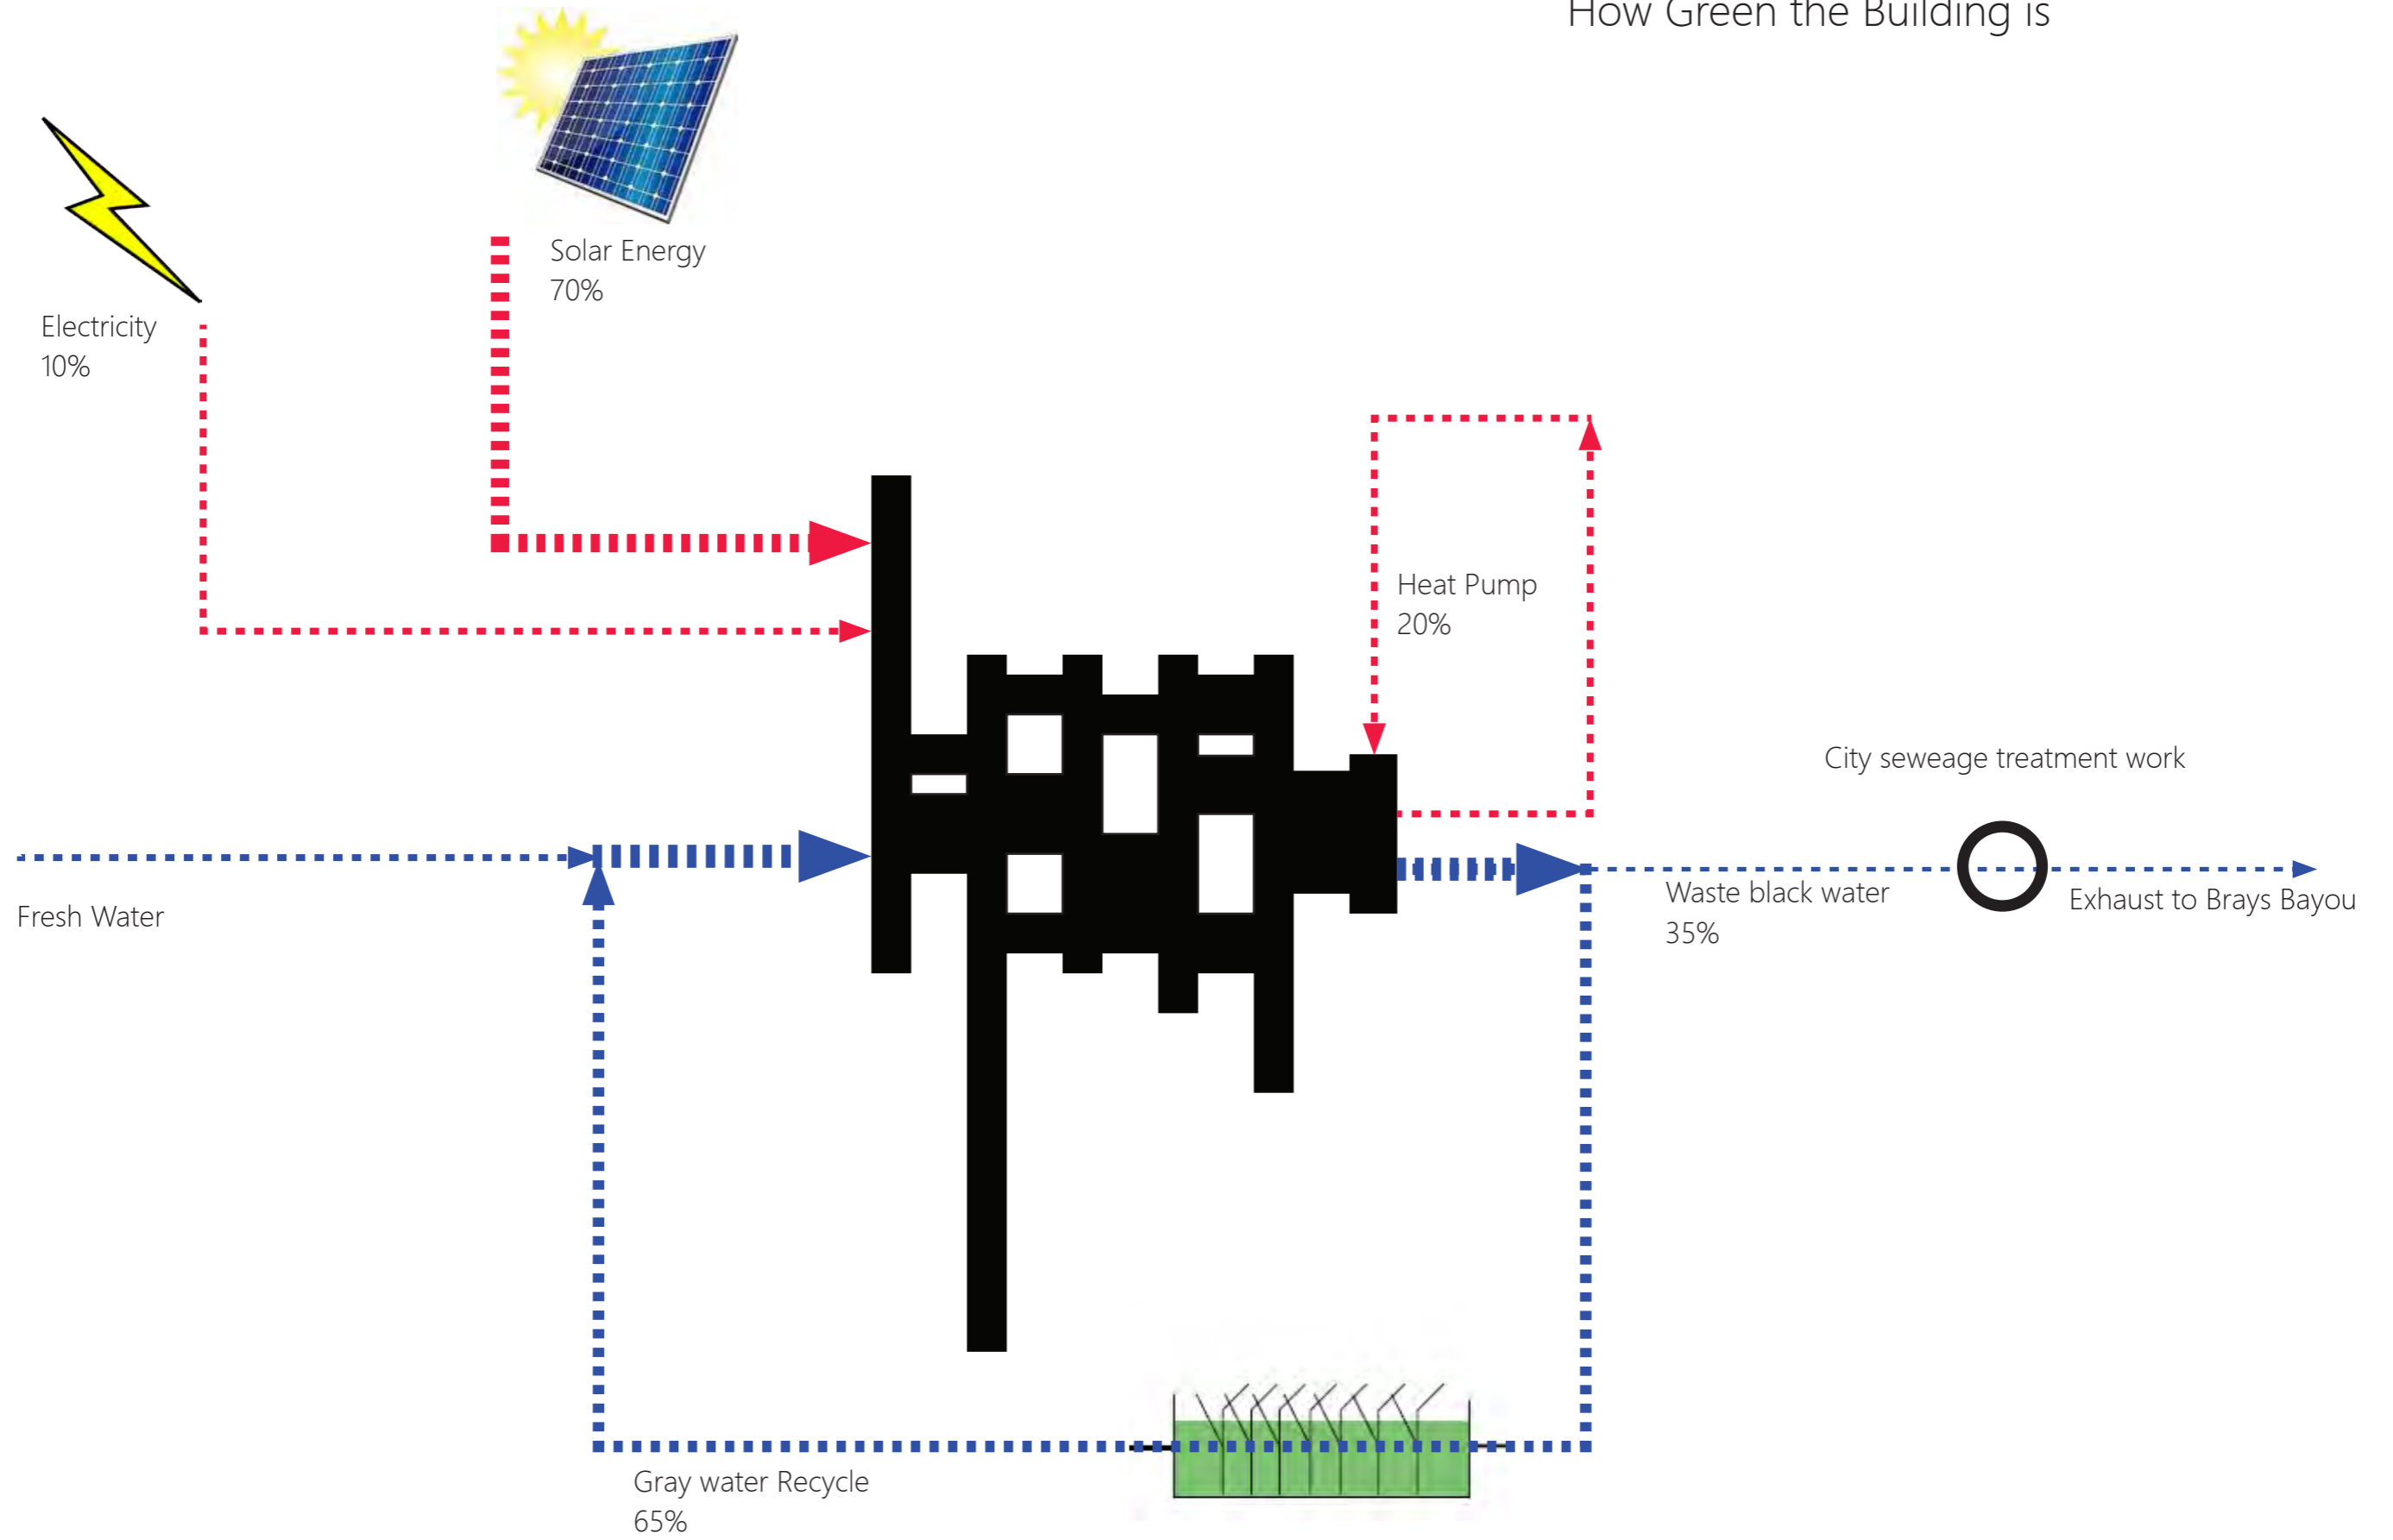 How Green the Building is
Solar Energy
70%
Electricity
10%
Heat Pump
20%
City seweage treatment work
Waste black water
35%
Exhaust to Brays Bayou
Fresh Water
Gray water Recycle
65%